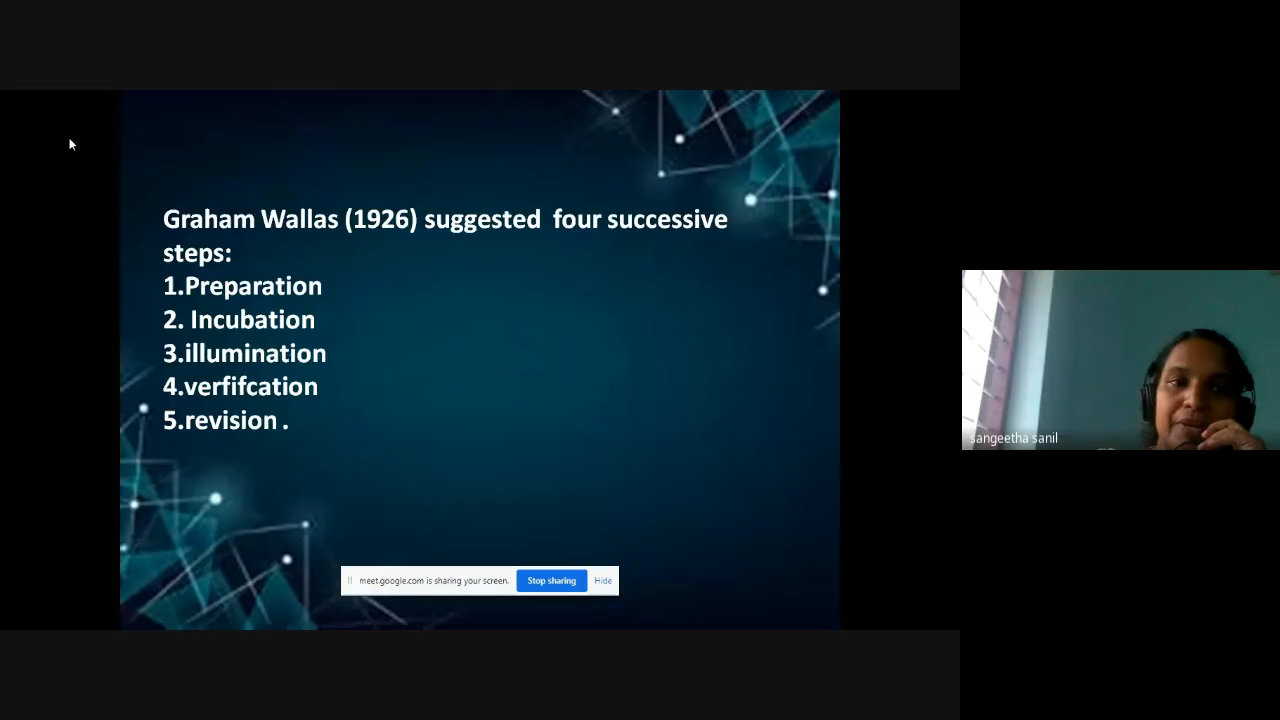 Graham Wallas (1926) suggested four successive
steps:
1.Preparation
2. Incubation
3.illumination
4.verfifcation
5.revision .
sangeetha sanil
meet.google.com is sharing your screen. Stop sharing Hide